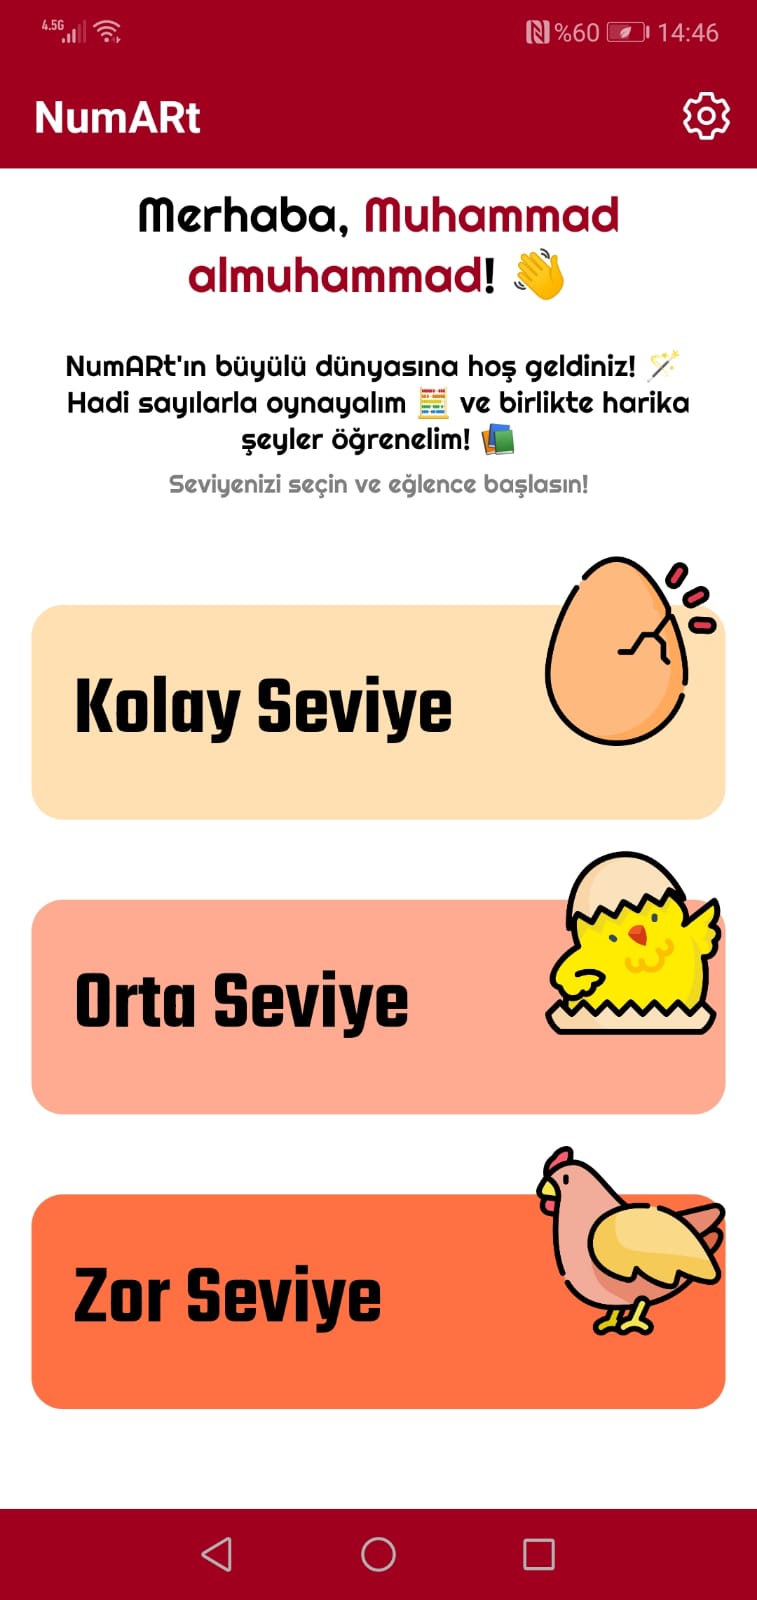 4.5G %60 14:46
NumARt
Merhaba, Muhammad
almuhammad! 👋
NumARt'ın büyülü dünyasına hoş geldiniz! 🪄
Hadi sayılarla oynayalım 🧮 ve birlikte harika
şeyler öğrenelim! 📚
Seviyenizi seçin ve eğlence başlasın!
Kolay Seviye
Orta Seviye
Zor Seviye